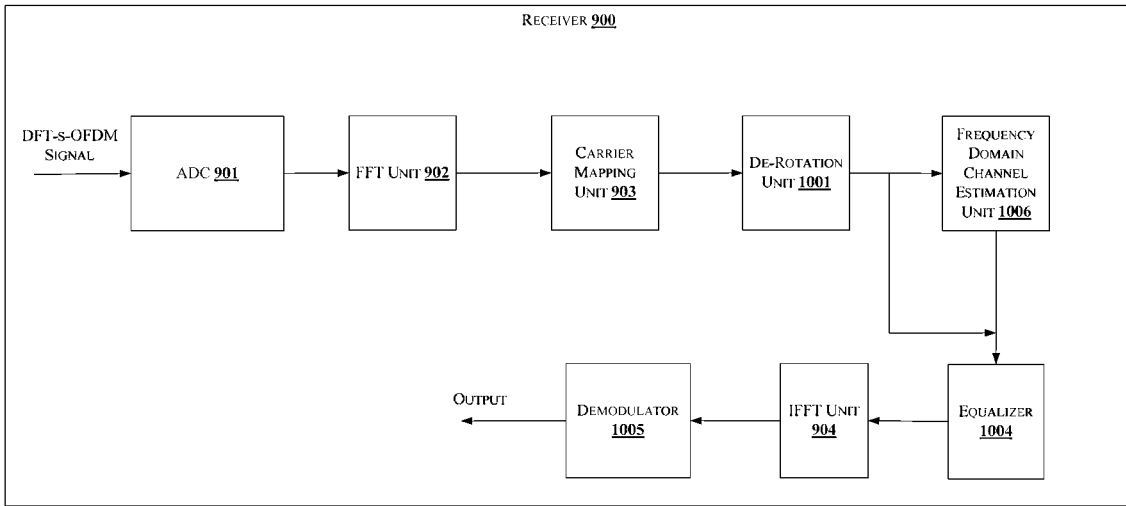 RECEIVER 900
DFT-S-OFDM
SIGNAL
ADC 901
FFT UNIT 902
CARRIER
MAPPING
UNIT 903
DE-ROTATION
UNIT 1001
FREQUENCY
DOMAIN
CHANNEL
ESTIMATION
UNIT 1006
OUTPUT
DEMODULATOR
1005
IFFT UNIT
904
EQUALIZER
1004